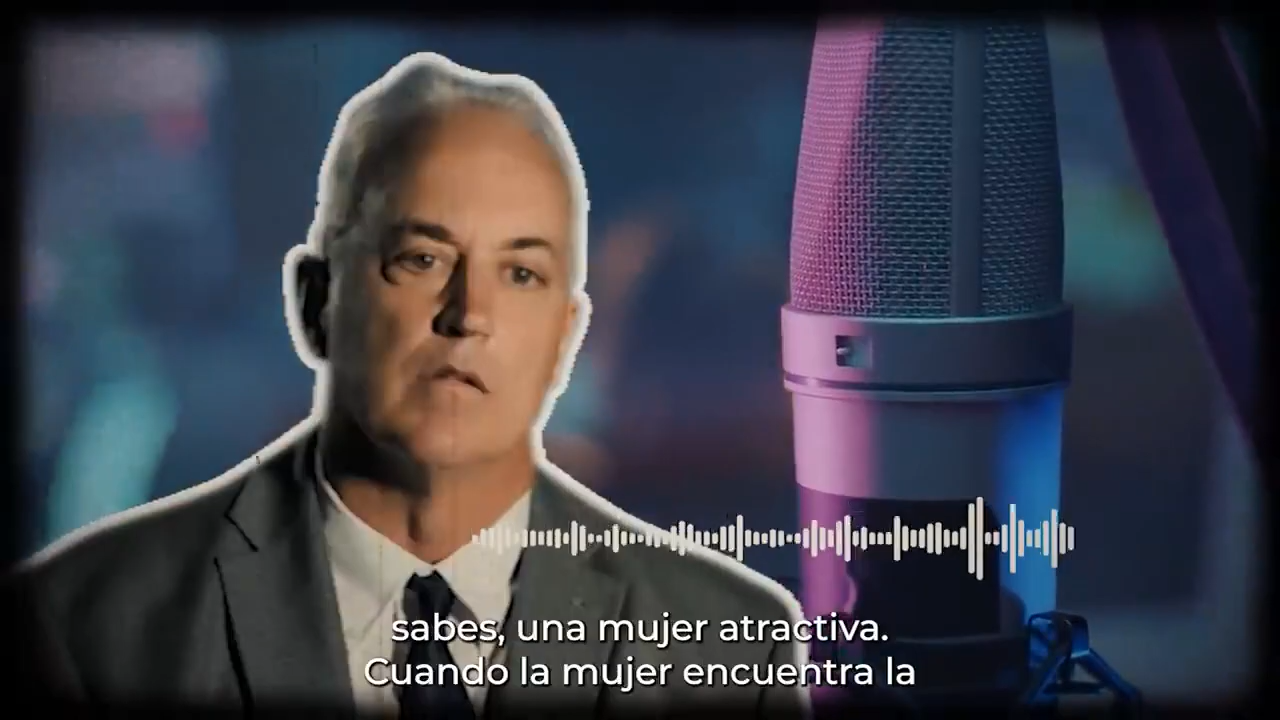 sabes, una mujer atractiva.
Cuando la mujer encuentra la